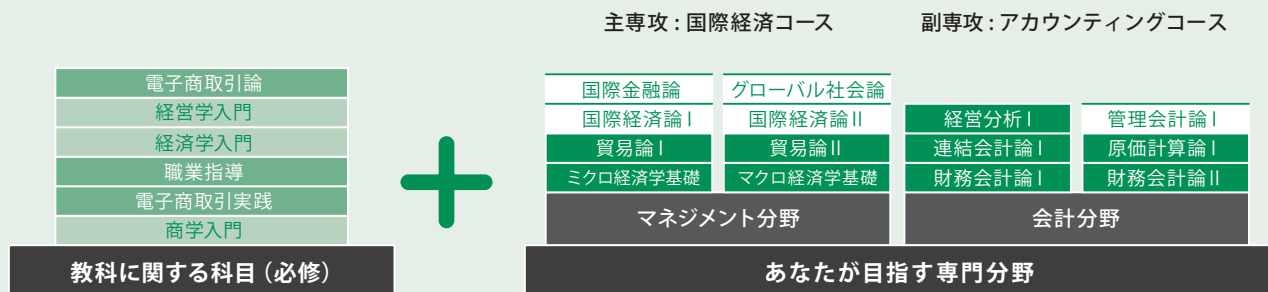 主専攻:国際経済コース
副専攻:アカウンティングコース
電子商取引論
経営学入門
経済学入門
職業指導
電子商取引実践
商学入門
教科に関する科目(必修)
国際金融論
グローバル社会論
国際経済論Ⅰ
国際経済論Ⅱ
貿易論Ⅰ
貿易論Ⅱ
ミクロ経済学基礎
マクロ経済学基礎
マネジメント分野
経営分析Ⅰ
管理会計論Ⅰ
連結会計論Ⅰ
原価計算論Ⅰ
財務会計論Ⅰ
財務会計論Ⅱ
会計分野
あなたが目指す専門分野